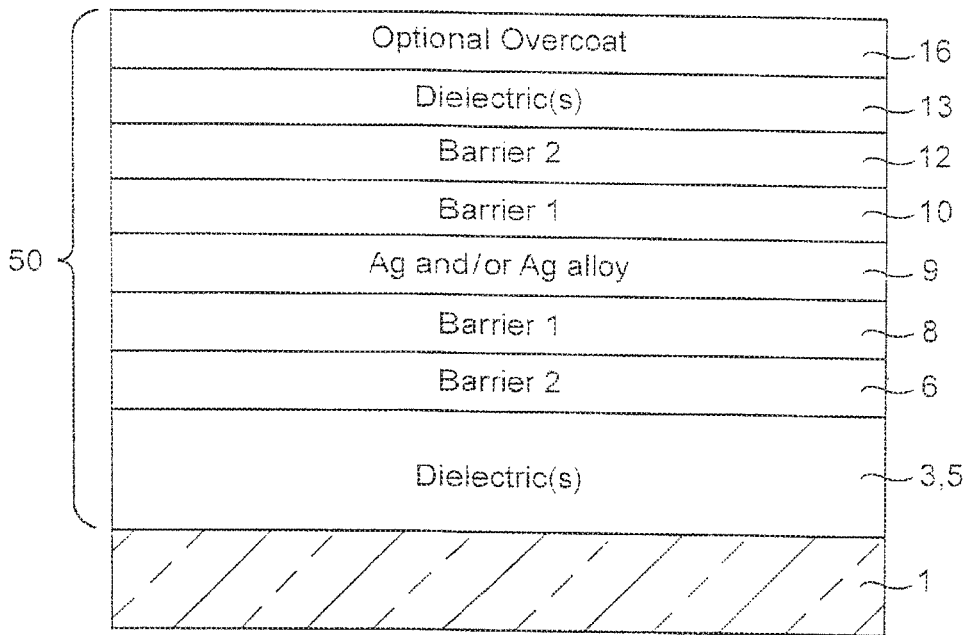 Optional Overcoat 16
Dielectric(s) 13
Barrier 2 12
Barrier 1 10
50 Ag and/or Ag alloy 9
Barrier 1 8
Barrier 2 6
Dielectric(s) 3,5
1